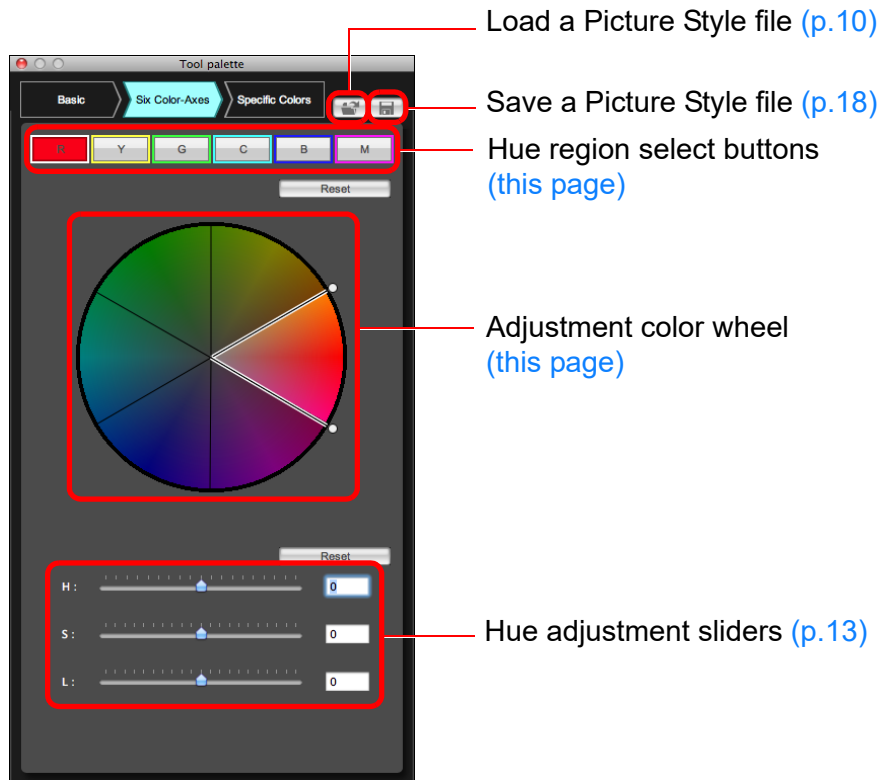 Load a Picture Style file (p.10)
Tool palette
Basic
Six Color-Axes
Specific Colors
Save a Picture Style file (p.18)
Hue region select buttons
(this page)
R Y G C B M
Reset
Adjustment color wheel
(this page)
Reset
H : 0
S : 0
L : 0
Hue adjustment sliders (p.13)